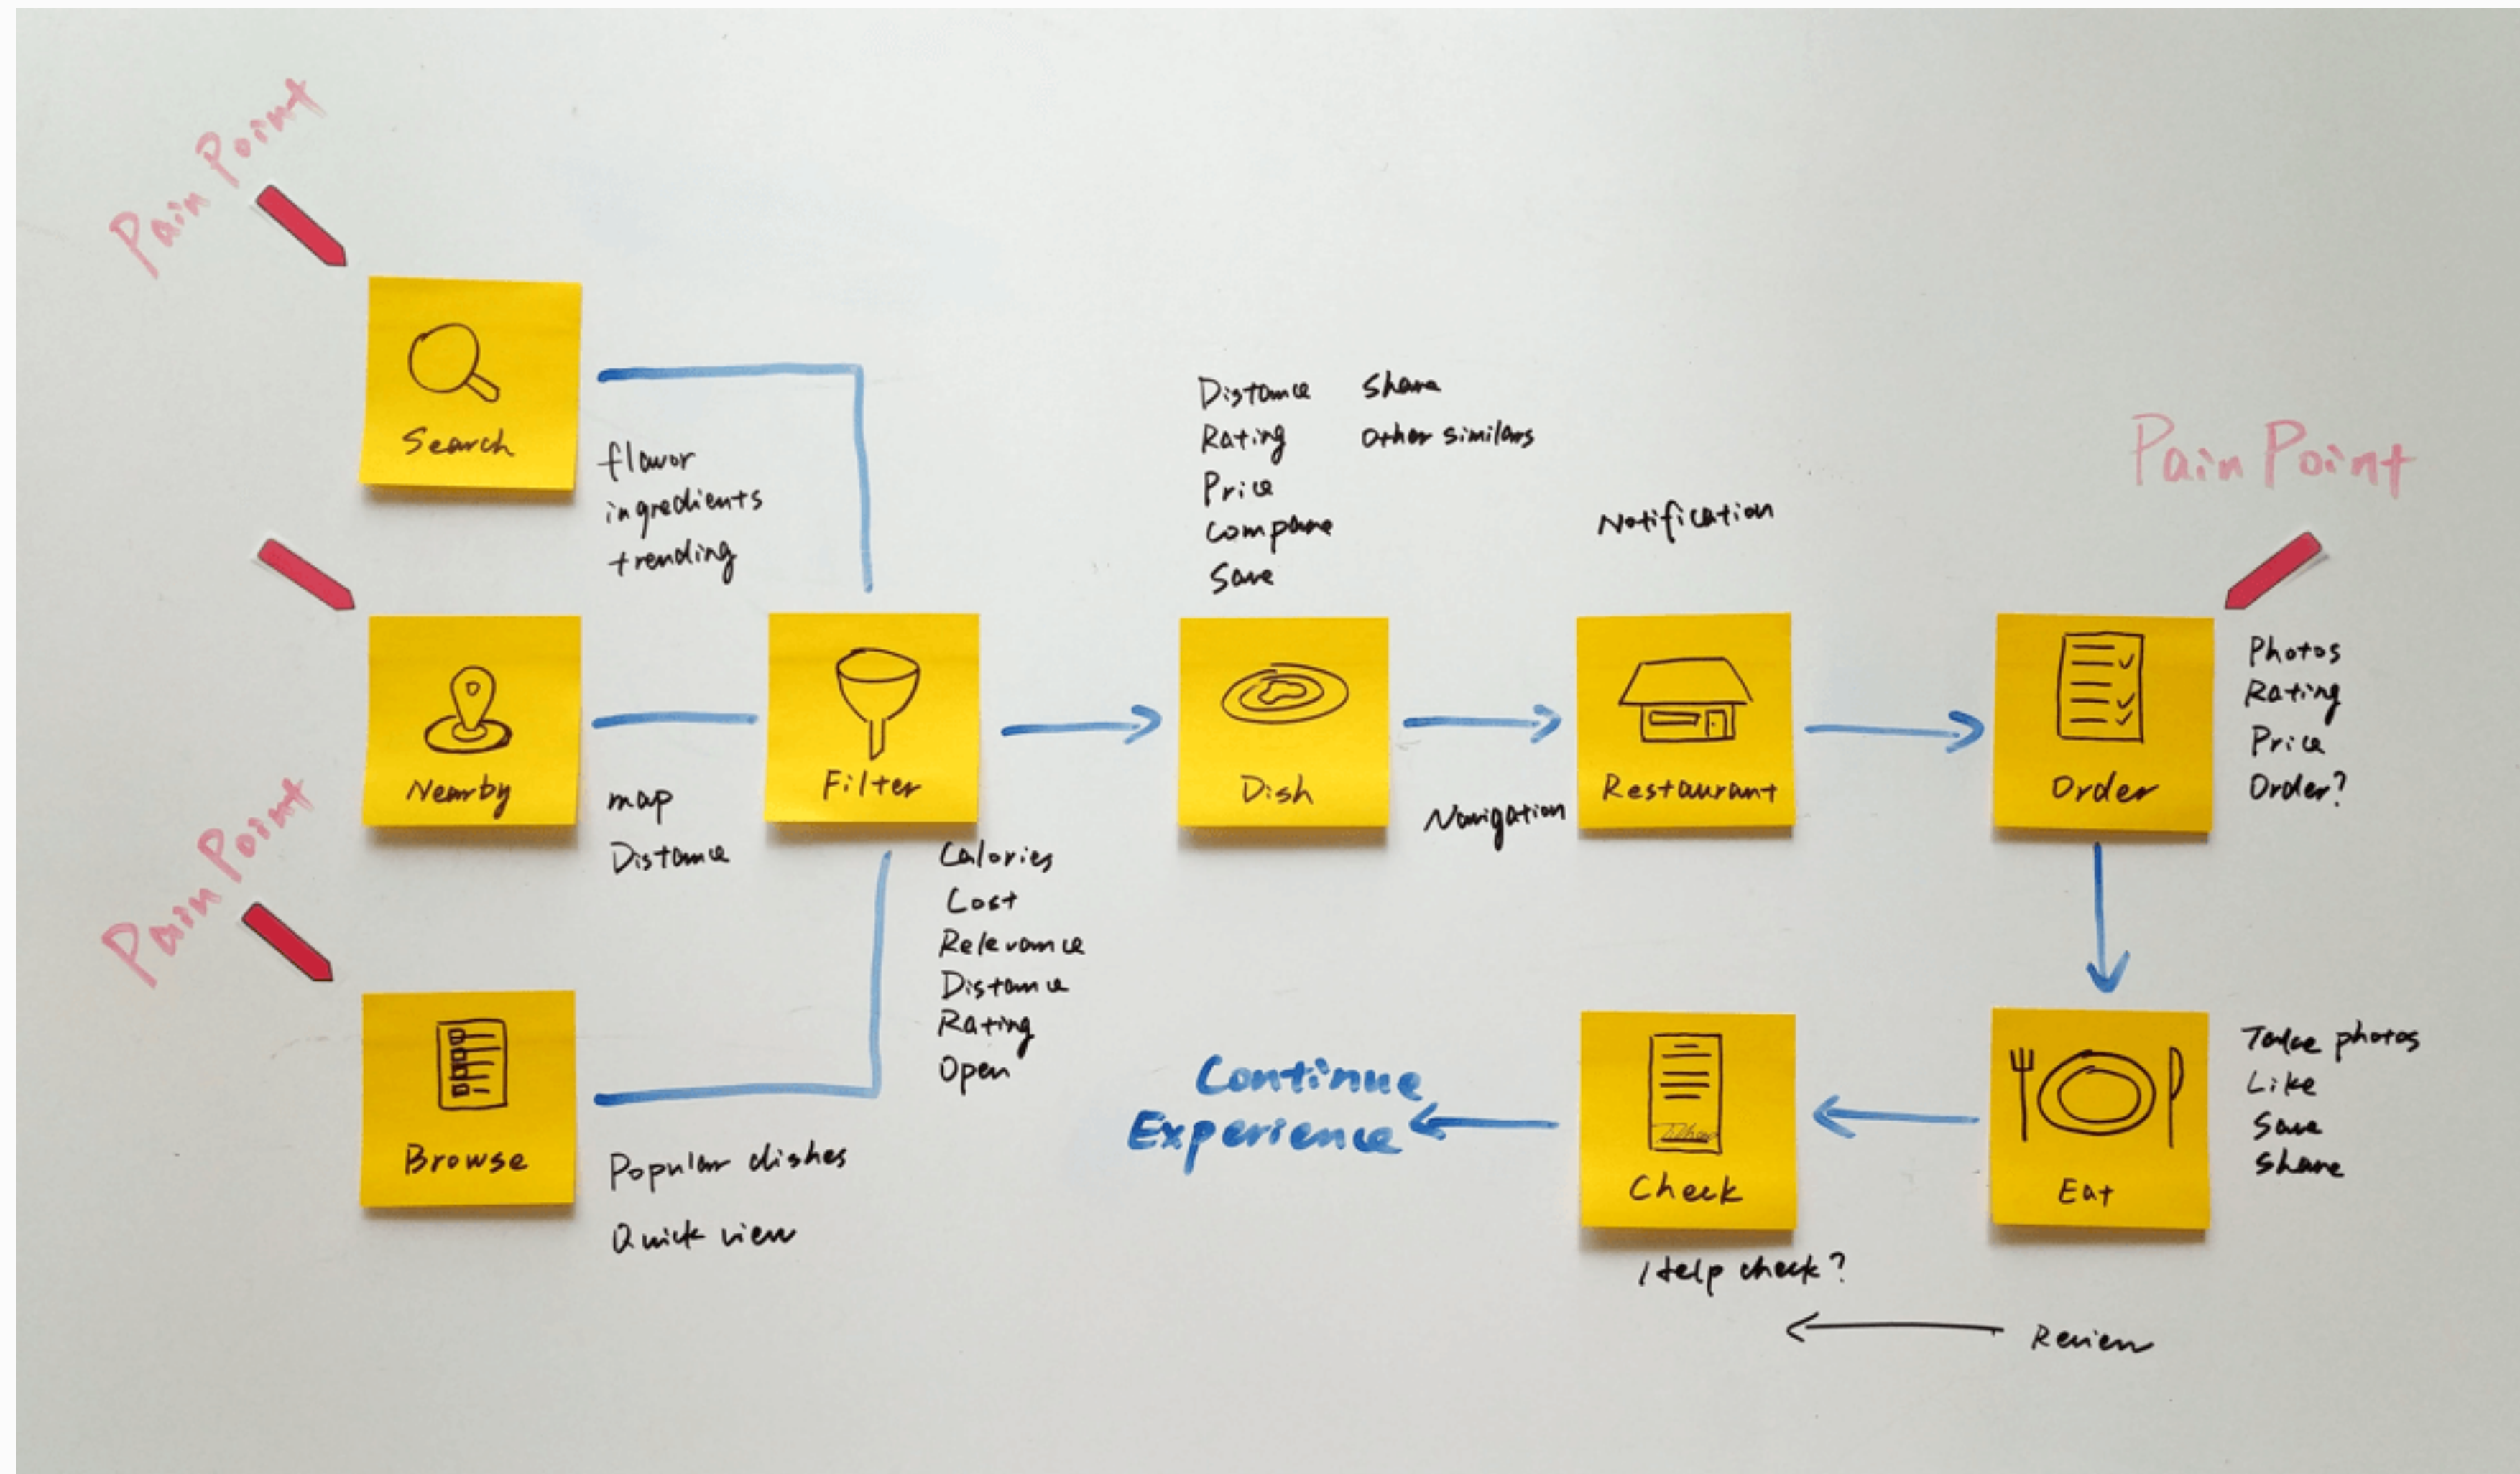 Pain Point
Search
flavor
ingredients
trending
Nearby
map
Distance
Pain Point
Browse
Popular dishes
Quick view
Filter
Calories
Cost
Relevance
Distance
Rating
Open
Distance
Rating
Price
Compare
Save
Share
Other similars
Dish
Navigation
Notification
Restaurant
Pain Point
Order
Photos
Rating
Price
Order?
Eat
Take photos
Like
Save
Share
Check
Help check?
Review
Continue
Experience